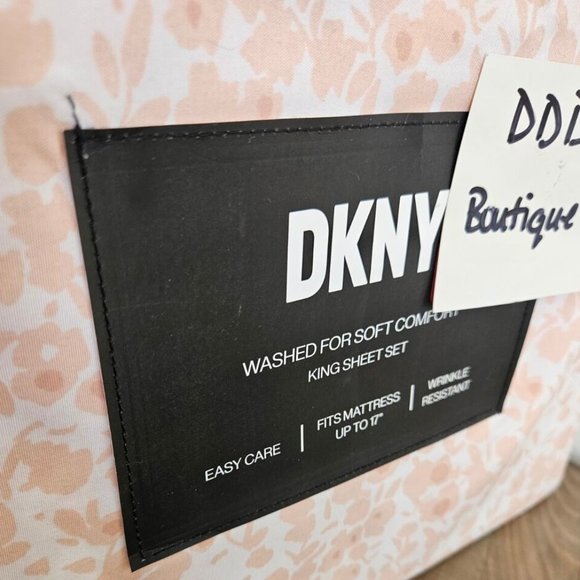 DKNY
WASHED FOR SOFT COMFORT
KING SHEET SET
EASY CARE
FITS MATTRESS
UP TO 17"
WRINKLE
RESISTANT
Boutique